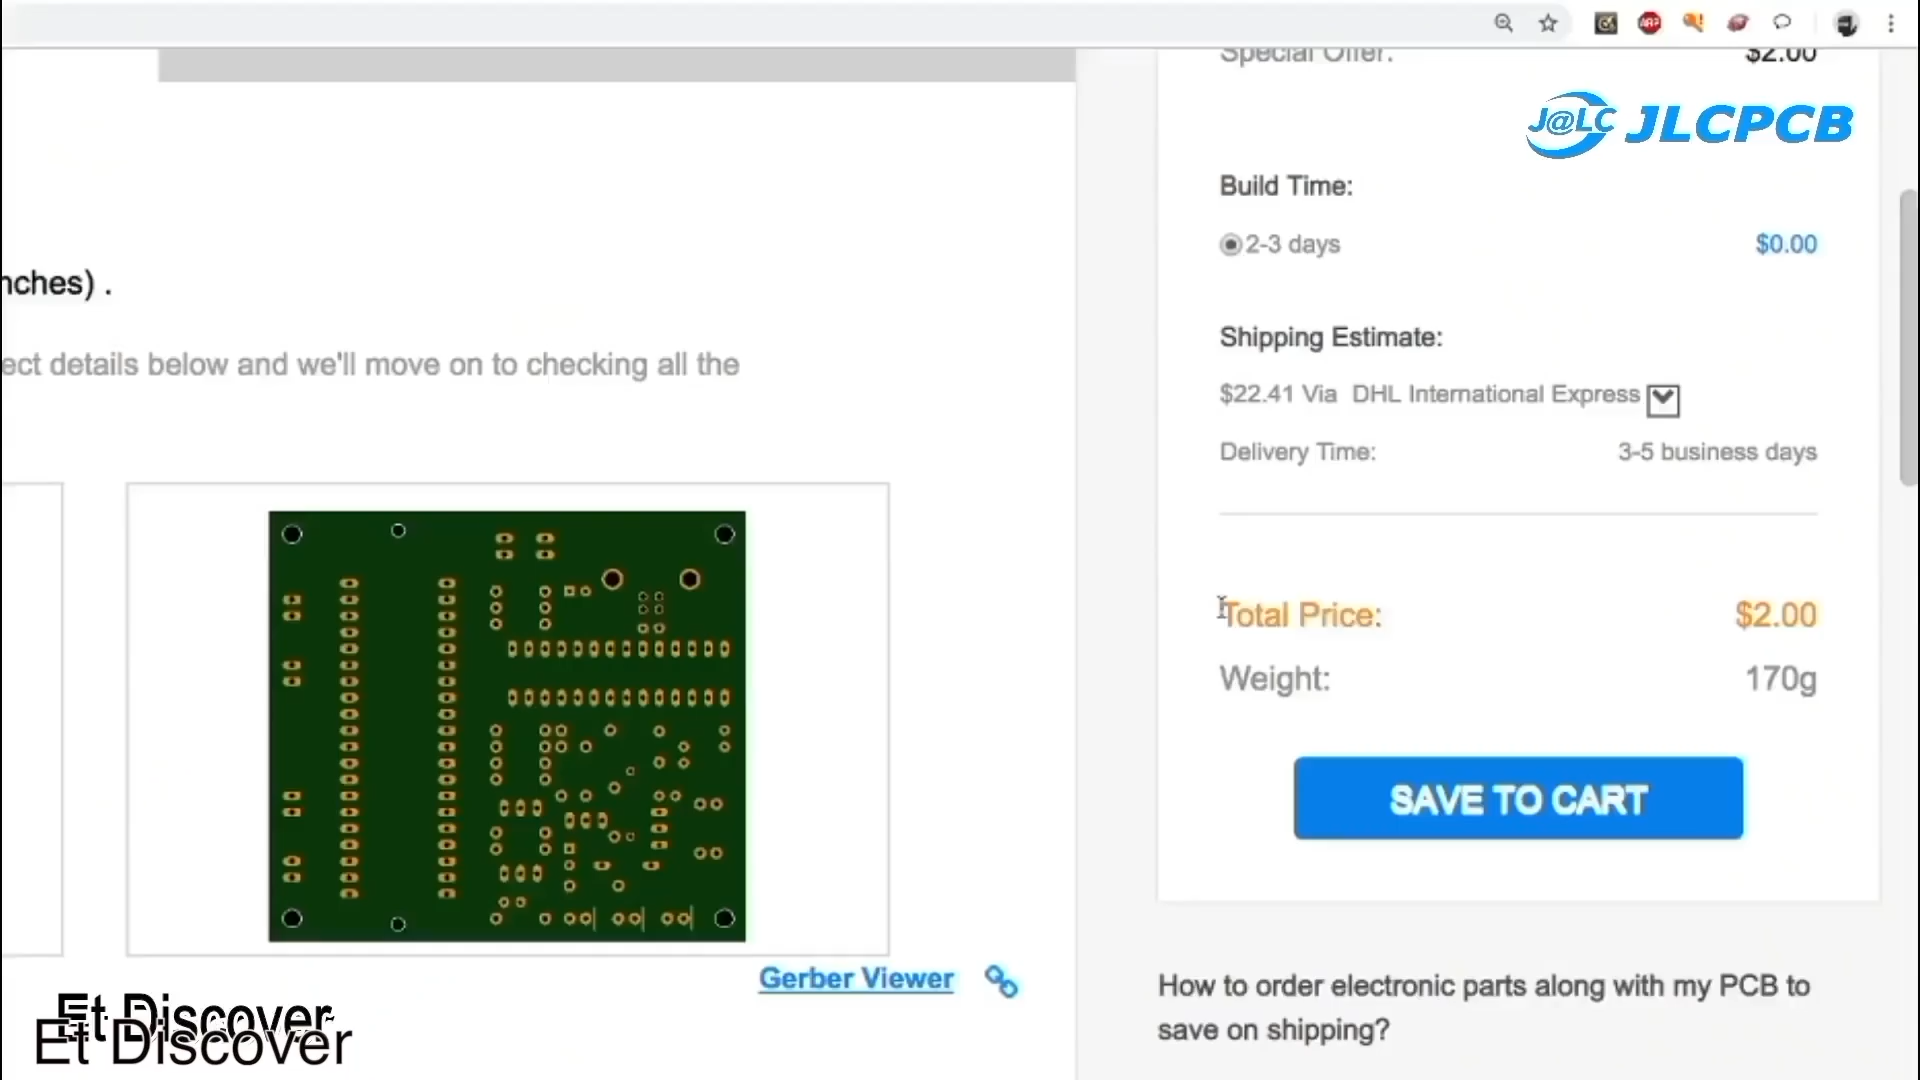 Special Offer: $2.00
J@LC JLCPCB
Build Time:
2-3 days $0.00
nches) .
Shipping Estimate:
ect details below and we'll move on to checking all the
$22.41 Via DHL International Express
Delivery Time: 3-5 business days
Total Price: $2.00
Weight: 170g
SAVE TO CART
Gerber Viewer
How to order electronic parts along with my PCB to
save on shipping?
Et Discover
Et Discover